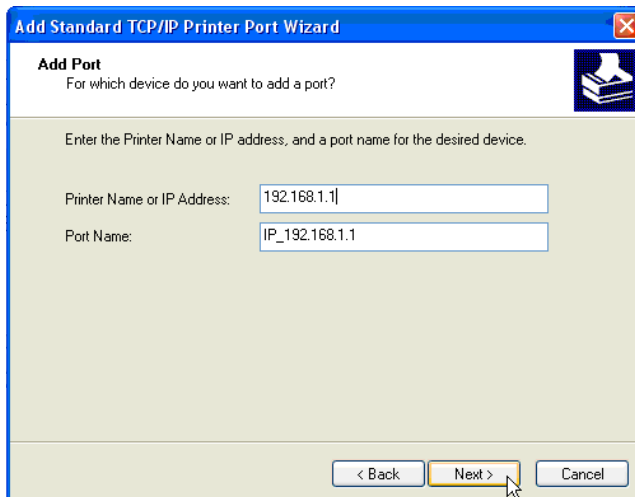 Add Standard TCP/IP Printer Port Wizard
Add Port
For which device do you want to add a port?
Enter the Printer Name or IP address, and a port name for the desired device.
Printer Name or IP Address: 192.168.1.1
Port Name: IP_192.168.1.1
< Back Next > Cancel